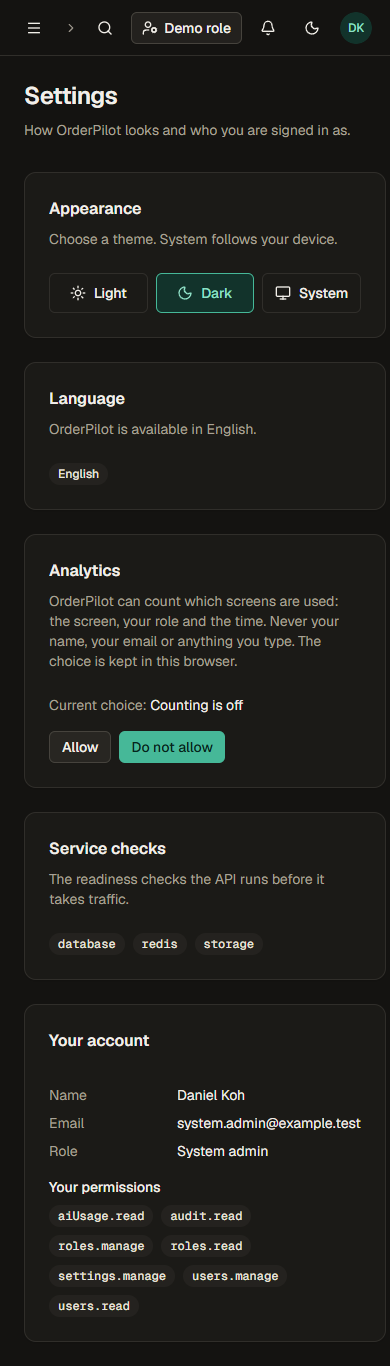 Demo role
DK
Settings
How OrderPilot looks and who you are signed in as.
Appearance
Choose a theme. System follows your device.
Light
Dark
System
Language
OrderPilot is available in English.
English
Analytics
OrderPilot can count which screens are used:
the screen, your role and the time. Never your
name, your email or anything you type. The
choice is kept in this browser.
Current choice: Counting is off
Allow
Do not allow
Service checks
The readiness checks the API runs before it
takes traffic.
database redis storage
Your account
Name Daniel Koh
Email system.admin@example.test
Role System admin
Your permissions
aiUsage.read audit.read
roles.manage roles.read
settings.manage users.manage
users.read